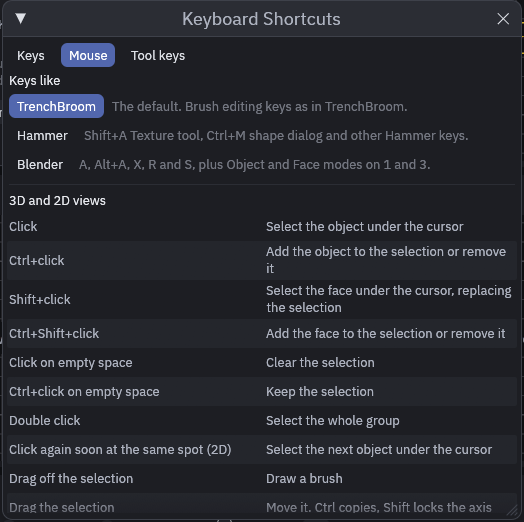 Keyboard Shortcuts
Keys Mouse Tool keys
Keys like
TrenchBroom The default. Brush editing keys as in TrenchBroom.
Hammer Shift+A Texture tool, Ctrl+M shape dialog and other Hammer keys.
Blender A, Alt+A, X, R and S, plus Object and Face modes on 1 and 3.
3D and 2D views
Click Select the object under the cursor
Ctrl+click Add the object to the selection or remove
it
Shift+click Select the face under the cursor, replacing
the selection
Ctrl+Shift+click Add the face to the selection or remove it
Click on empty space Clear the selection
Ctrl+click on empty space Keep the selection
Double click Select the whole group
Click again soon at the same spot (2D) Select the next object under the cursor
Drag off the selection Draw a brush
Drag the selection Move it. Ctrl copies, Shift locks the axis